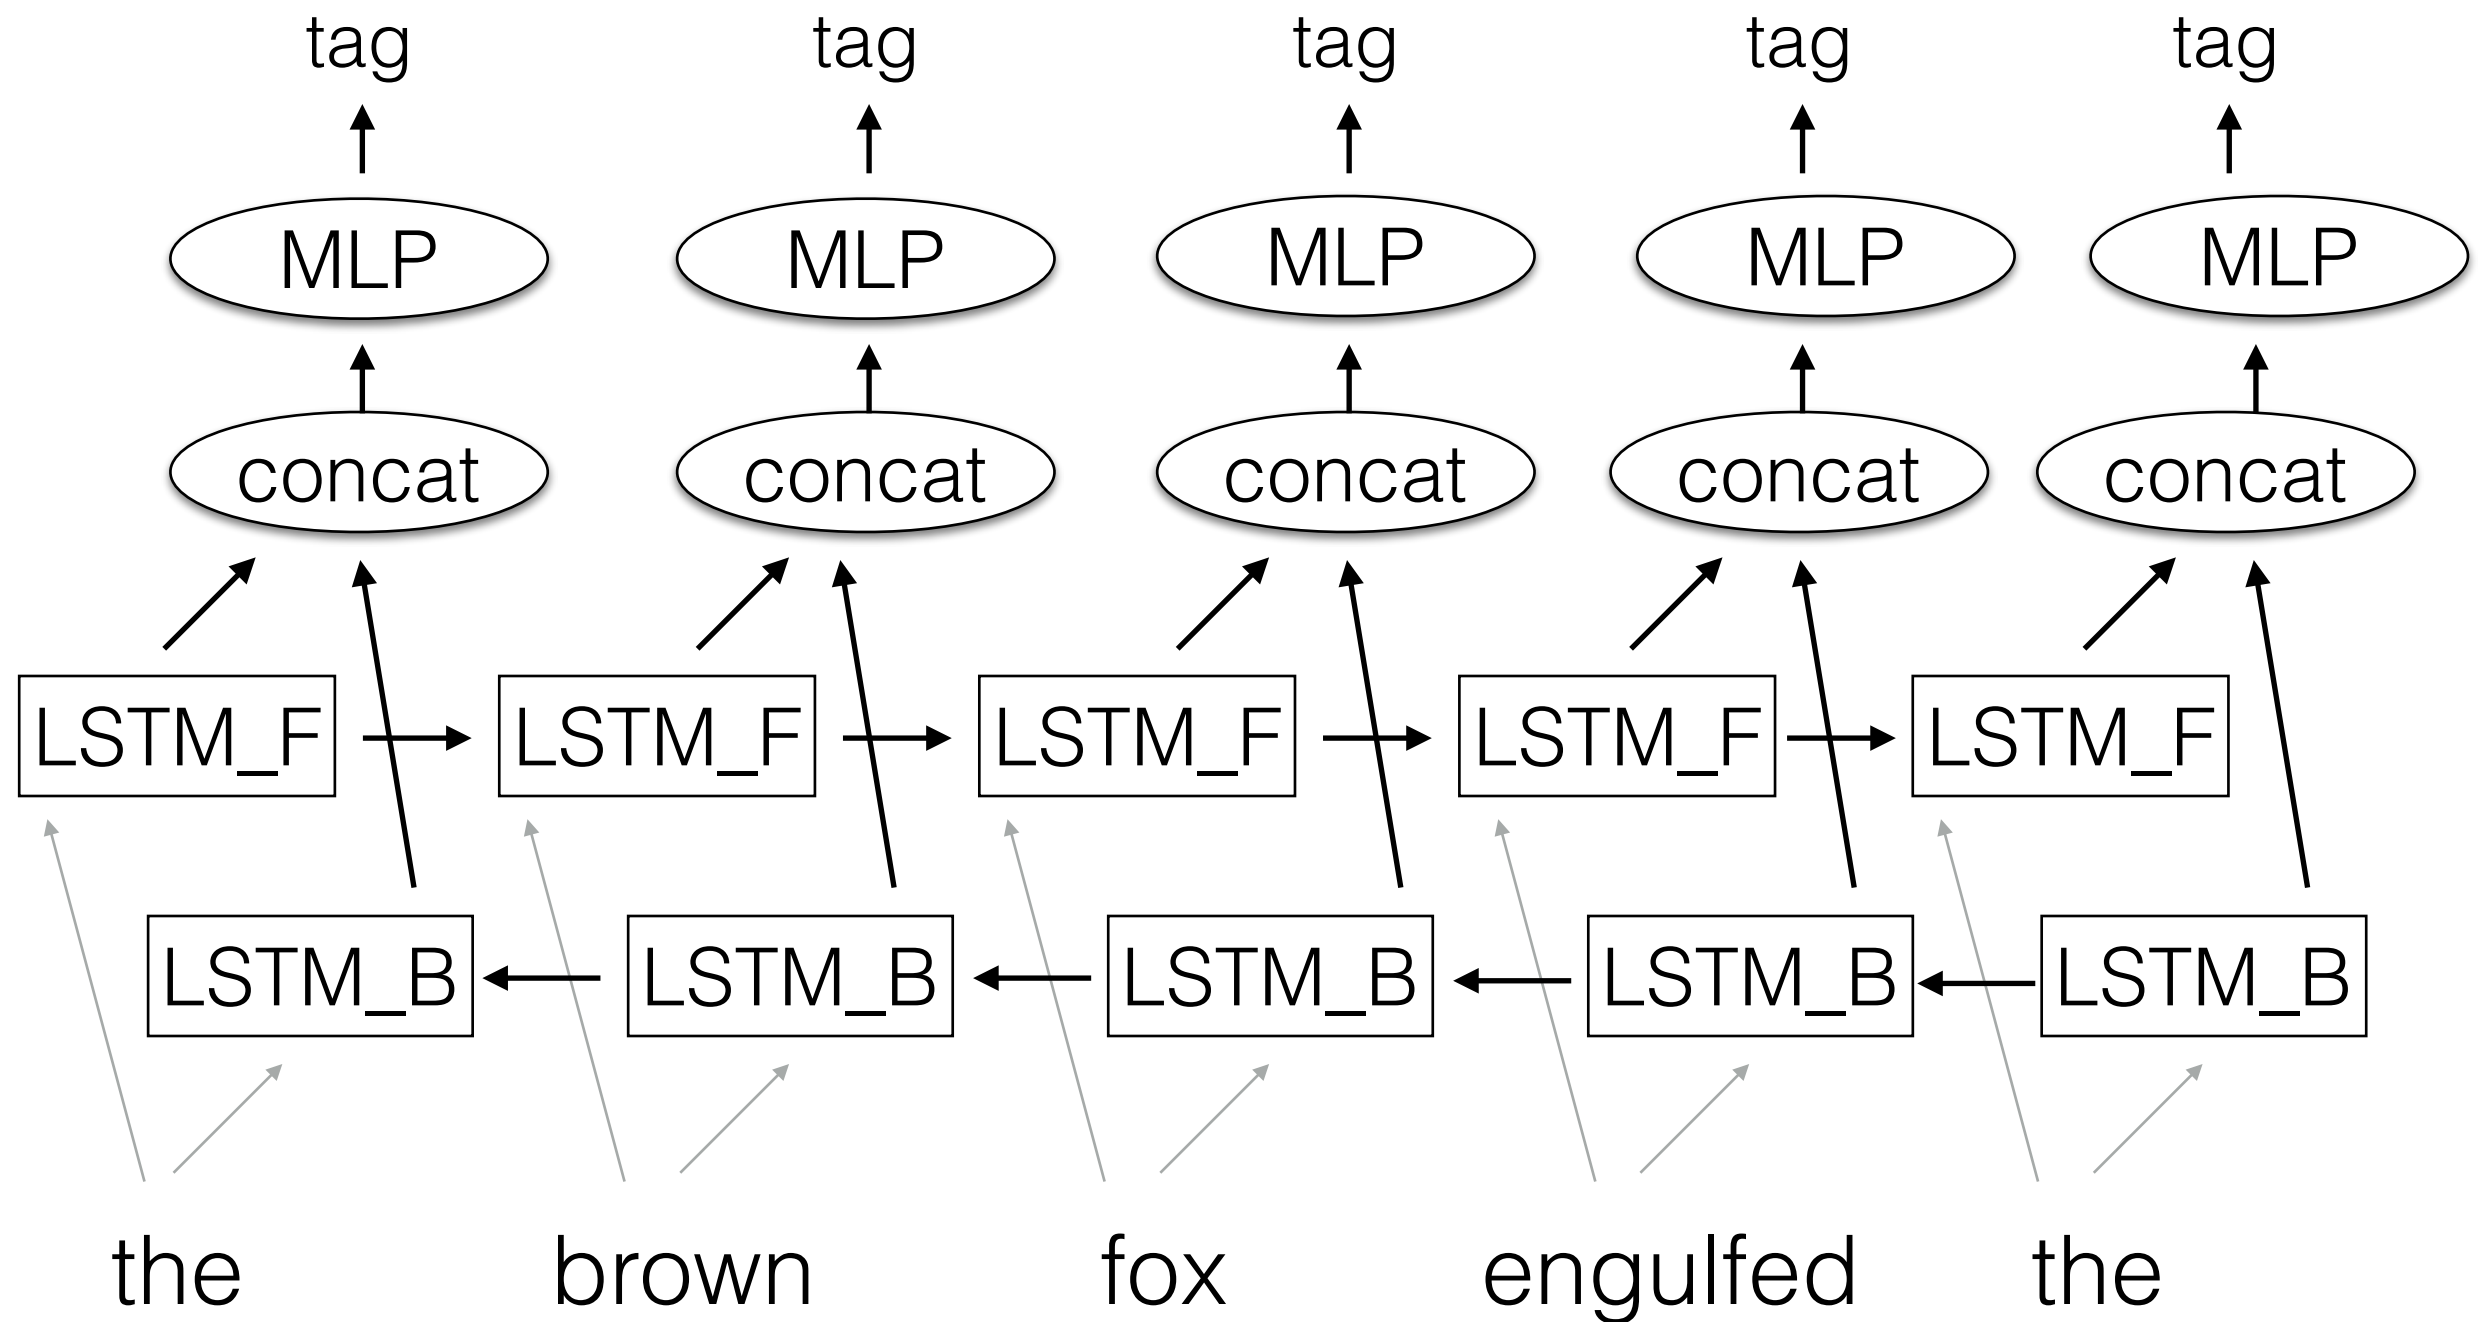 tag tag tag tag tag
MLP MLP MLP MLP MLP
concat concat concat concat concat
LSTM_F LSTM_F LSTM_F LSTM_F LSTM_F
LSTM_B LSTM_B LSTM_B LSTM_B LSTM_B
the brown fox engulfed the